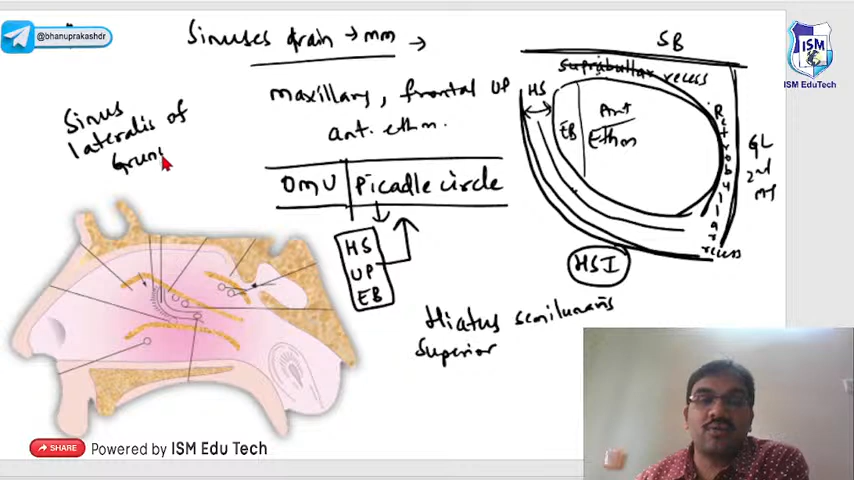 @bhanuprakashdr
Sinuses drain → mm →
SB
ISM
ISM EduTech
suprabullar recess
HS
maxillary, frontal UP
Ant
Ethm
EB
Retrobullar recess
GL
2nd
Sinus
lateralis of
Grun
ant. ethm.
OMU Picadle circle
HS
UP
EB
HSI
Hiatus semilunaris
Superior
SHARE
Powered by ISM Edu Tech